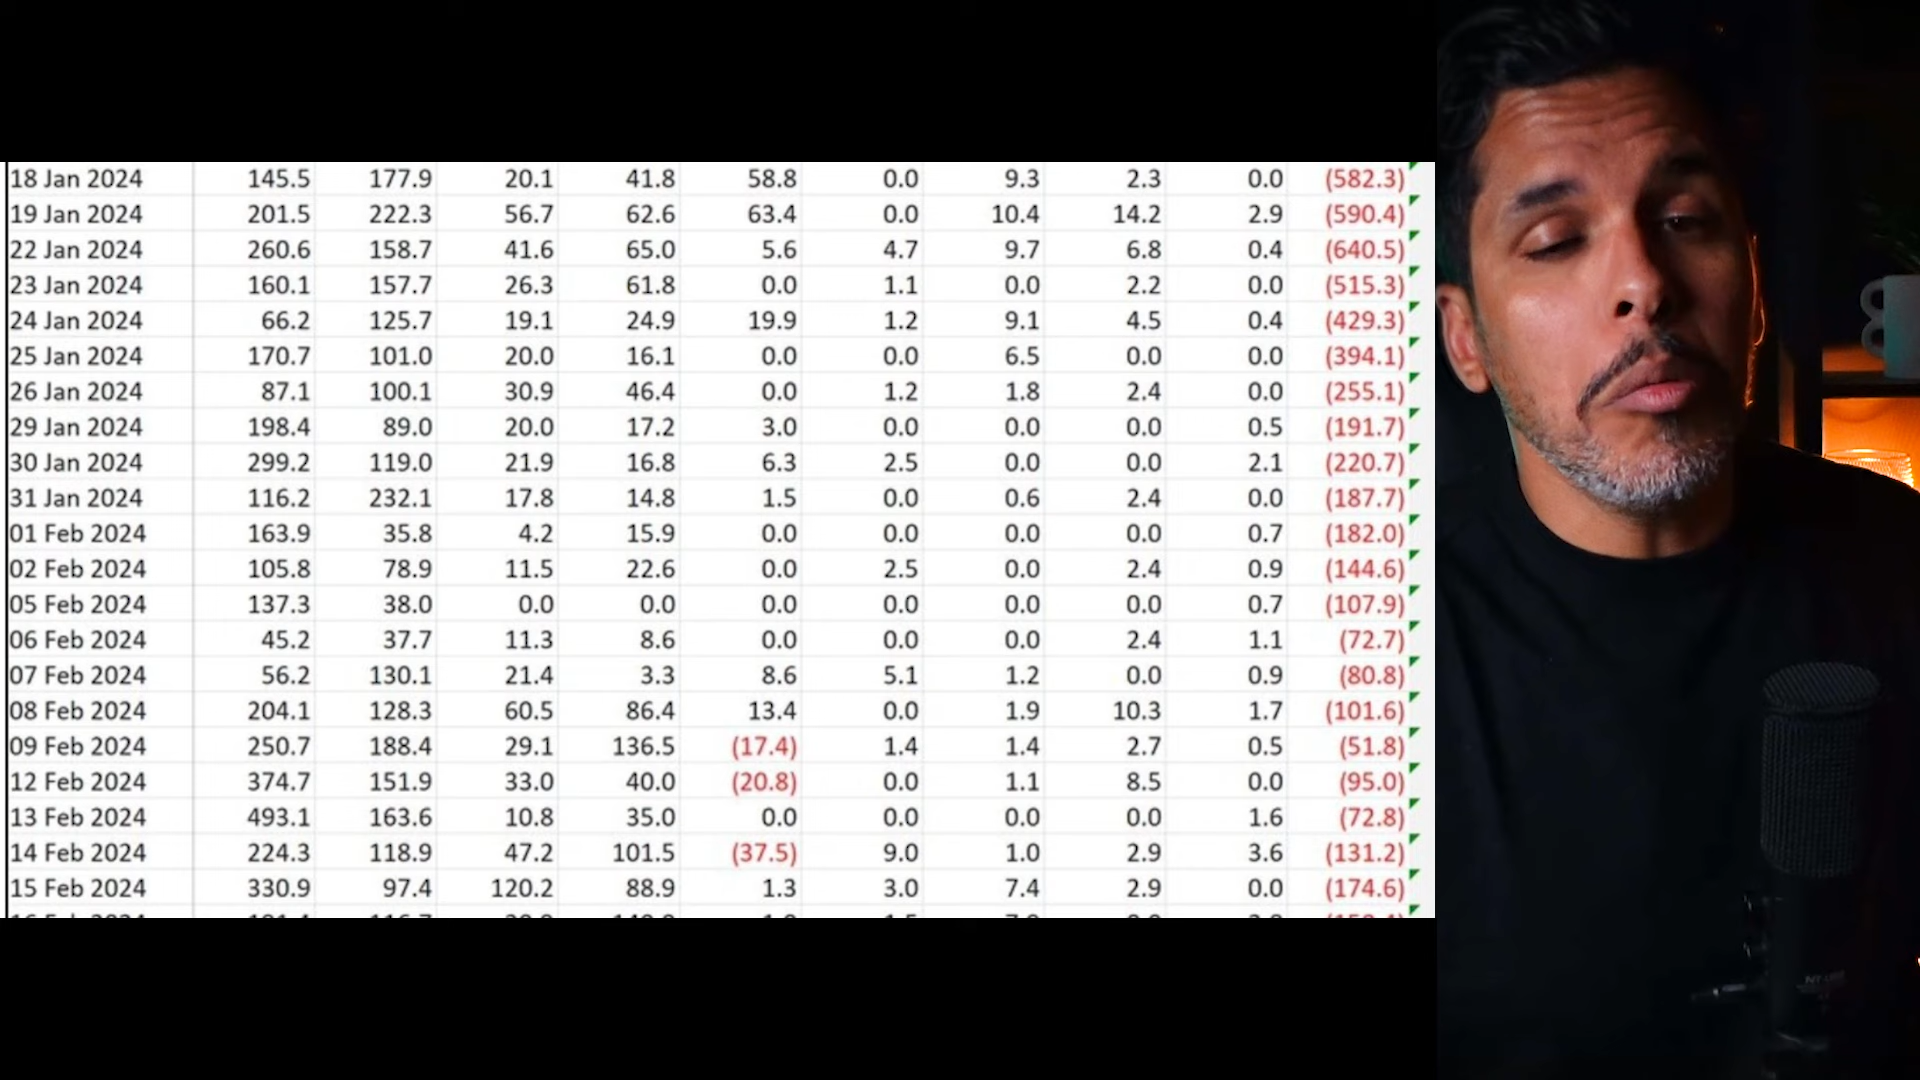 18 Jan 2024 145.5 177.9 20.1 41.8 58.8 0.0 9.3 2.3 0.0 (582.3)
19 Jan 2024 201.5 222.3 56.7 62.6 63.4 0.0 10.4 14.2 2.9 (590.4)
22 Jan 2024 260.6 158.7 41.6 65.0 5.6 4.7 9.7 6.8 0.4 (640.5)
23 Jan 2024 160.1 157.7 26.3 61.8 0.0 1.1 0.0 2.2 0.0 (515.3)
24 Jan 2024 66.2 125.7 19.1 24.9 19.9 1.2 9.1 4.5 0.4 (429.3)
25 Jan 2024 170.7 101.0 20.0 16.1 0.0 0.0 6.5 0.0 0.0 (394.1)
26 Jan 2024 87.1 100.1 30.9 46.4 0.0 1.2 1.8 2.4 0.0 (255.1)
29 Jan 2024 198.4 89.0 20.0 17.2 3.0 0.0 0.0 0.0 0.5 (191.7)
30 Jan 2024 299.2 119.0 21.9 16.8 6.3 2.5 0.0 0.0 2.1 (220.7)
31 Jan 2024 116.2 232.1 17.8 14.8 1.5 0.0 0.6 2.4 0.0 (187.7)
01 Feb 2024 163.9 35.8 4.2 15.9 0.0 0.0 0.0 0.0 0.7 (182.0)
02 Feb 2024 105.8 78.9 11.5 22.6 0.0 2.5 0.0 2.4 0.9 (144.6)
05 Feb 2024 137.3 38.0 0.0 0.0 0.0 0.0 0.0 0.0 0.7 (107.9)
06 Feb 2024 45.2 37.7 11.3 8.6 0.0 0.0 0.0 2.4 1.1 (72.7)
07 Feb 2024 56.2 130.1 21.4 3.3 8.6 5.1 1.2 0.0 0.9 (80.8)
08 Feb 2024 204.1 128.3 60.5 86.4 13.4 0.0 1.9 10.3 1.7 (101.6)
09 Feb 2024 250.7 188.4 29.1 136.5 (17.4) 1.4 1.4 2.7 0.5 (51.8)
12 Feb 2024 374.7 151.9 33.0 40.0 (20.8) 0.0 1.1 8.5 0.0 (95.0)
13 Feb 2024 493.1 163.6 10.8 35.0 0.0 0.0 0.0 0.0 1.6 (72.8)
14 Feb 2024 224.3 118.9 47.2 101.5 (37.5) 9.0 1.0 2.9 3.6 (131.2)
15 Feb 2024 330.9 97.4 120.2 88.9 1.3 3.0 7.4 2.9 0.0 (174.6)